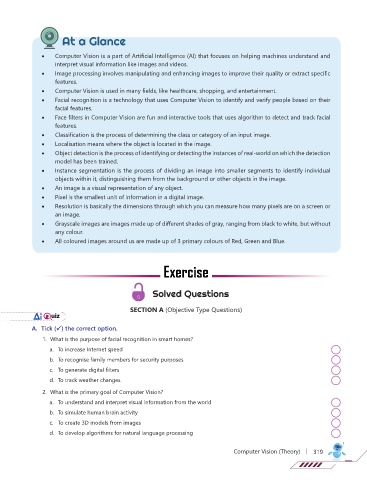 At a Glance
• Computer Vision is a part of Artificial Intelligence (AI) that focuses on helping machines understand and
interpret visual information like images and videos.
• Image processing involves manipulating and enhancing images to improve their quality or extract specific
features.
• Computer Vision is used in many fields, like healthcare, shopping, and entertainment.
• Facial recognition is a technology that uses Computer Vision to identify and verify people based on their
facial features.
• Face filters in Computer Vision are fun and interactive tools that uses algorithm to detect and track facial
features.
• Classification is the process of determining the class or category of an input image.
• Localisation means where the object is located in the image.
• Object detection is the process of identifying or detecting the instances of real-world on which the detection
model has been trained.
• Instance segmentation is the process of dividing an image into smaller segments to identify individual
objects within it, distinguishing them from the background or other objects in the image.
• An image is a visual representation of any object.
• Pixel is the smallest unit of information in a digital image.
• Resolution is basically the dimensions through which you can measure how many pixels are on a screen or
an image.
• Grayscale images are images made up of different shades of gray, ranging from black to white, but without
any colour.
• All coloured images around us are made up of 3 primary colours of Red, Green and Blue.
Exercise
Solved Questions
SECTION A (Objective Type Questions)
Ai Quiz
A. Tick (✓) the correct option.
1. What is the purpose of facial recognition in smart homes?
a. To increase Internet speed
b. To recognise family members for security purposes
c. To generate digital filters
d. To track weather changes
2. What is the primary goal of Computer Vision?
a. To understand and interpret visual information from the world
b. To simulate human brain activity
c. To create 3D models from images
d. To develop algorithms for natural language processing
Computer Vision (Theory) | 319